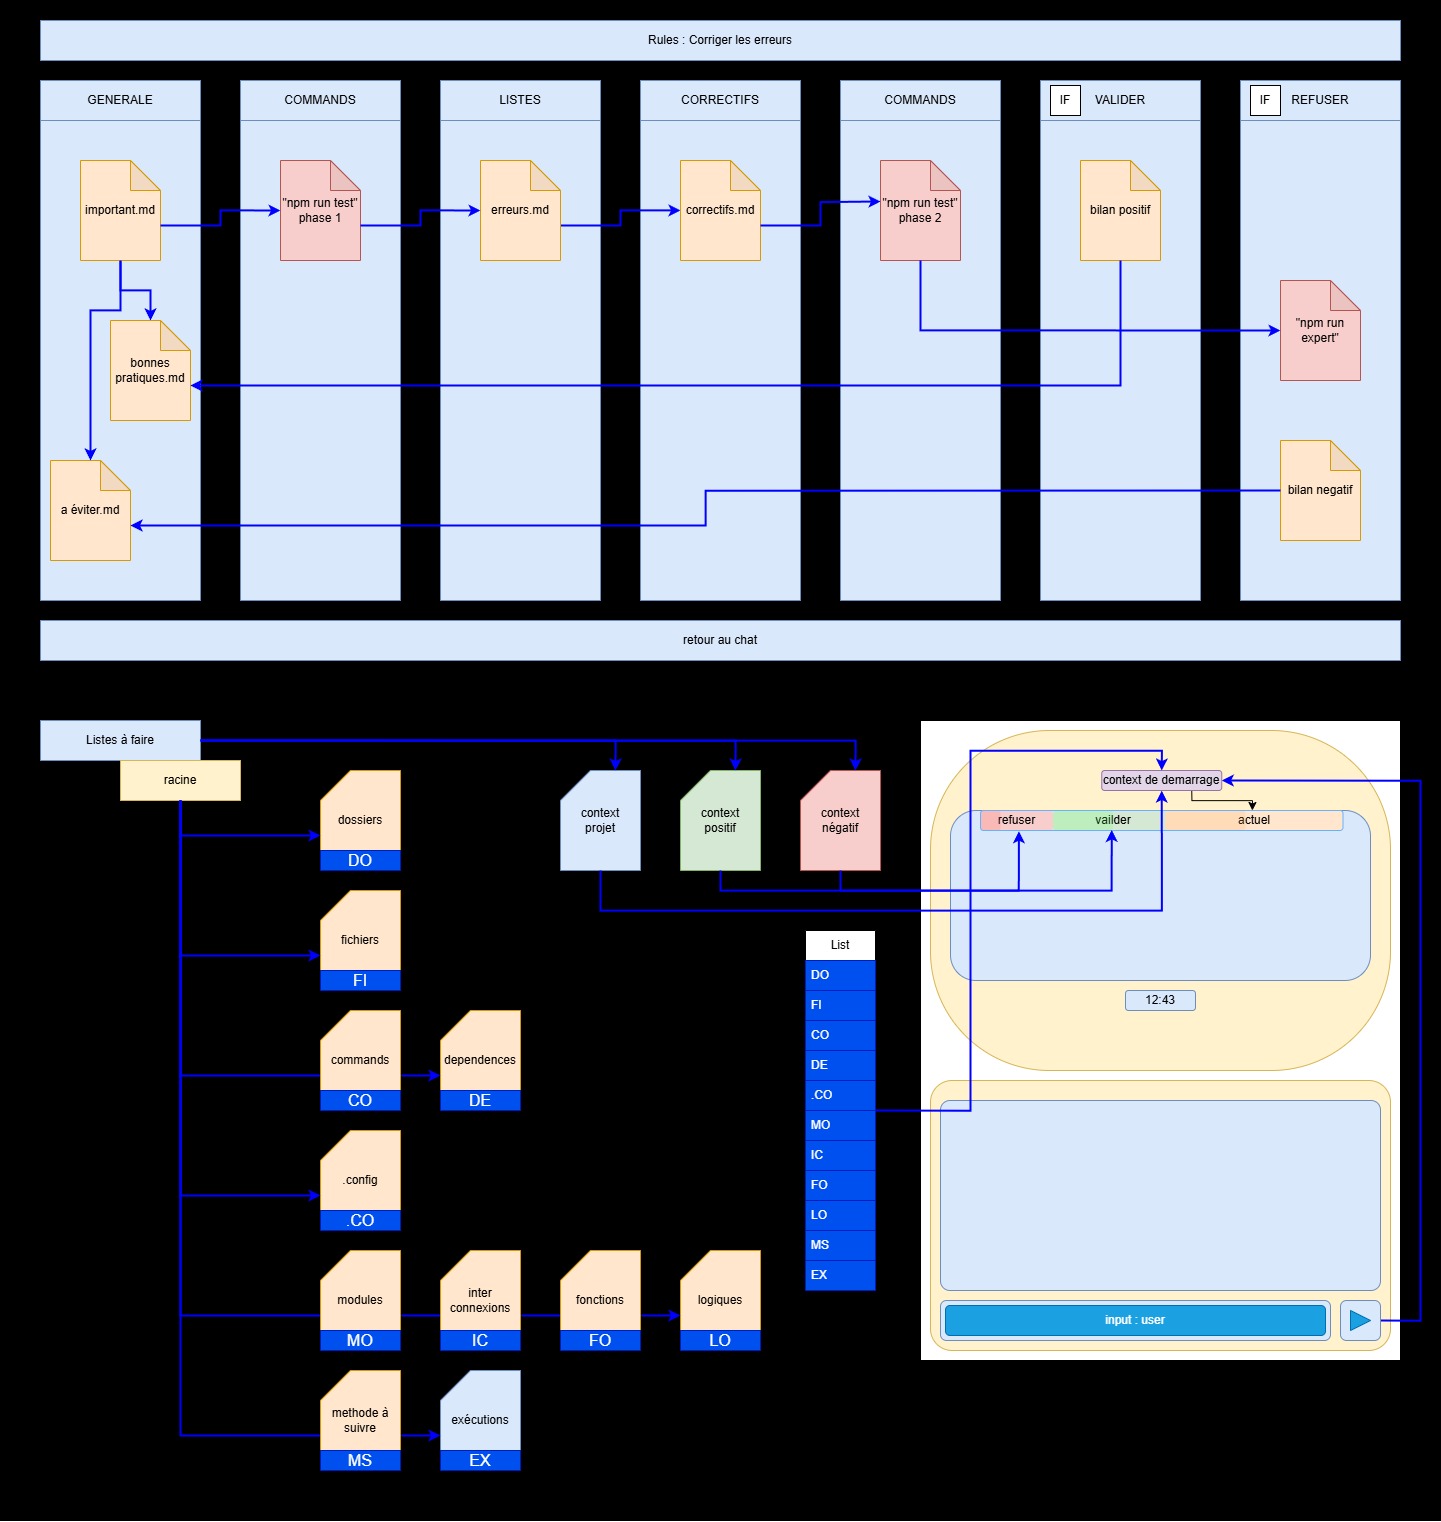 Rules : Corriger les erreurs
GENERALE
COMMANDS
LISTES
CORRECTIFS
COMMANDS
IF
VALIDER
IF
REFUSER
important.md
"npm run test"
phase 1
erreurs.md
correctifs.md
"npm run test"
phase 2
bilan positif
"npm run
expert"
bonnes
pratiques.md
a éviter.md
bilan negatif
retour au chat
Listes à faire
racine
dossiers
DO
fichiers
FI
commands
CO
dependences
DE
.config
.CO
modules
MO
inter
connexions
IC
fonctions
FO
logiques
LO
methode à
suivre
MS
exécutions
EX
context
projet
context
positif
context
négatif
List
DO
FI
CO
DE
.CO
MO
IC
FO
LO
MS
EX
context de demarrage
refuser
vailder
actuel
12:43
input : user